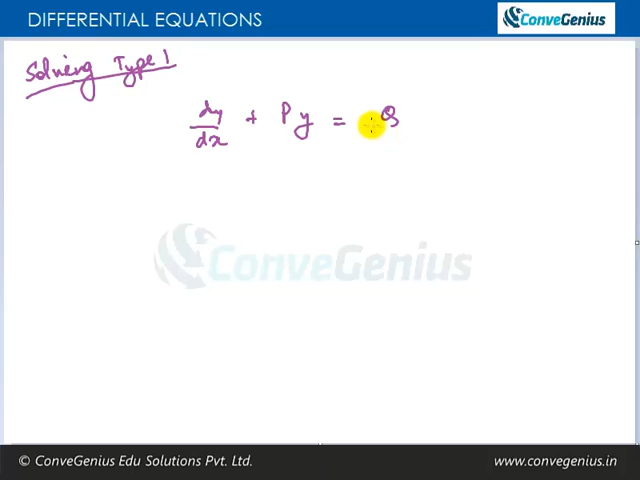 DIFFERENTIAL EQUATIONS
ConveGenius
Solving Type 1
dy/dx + Py = Q
ConveGenius
© ConveGenius Edu Solutions Pvt. Ltd.
www.convegenius.in